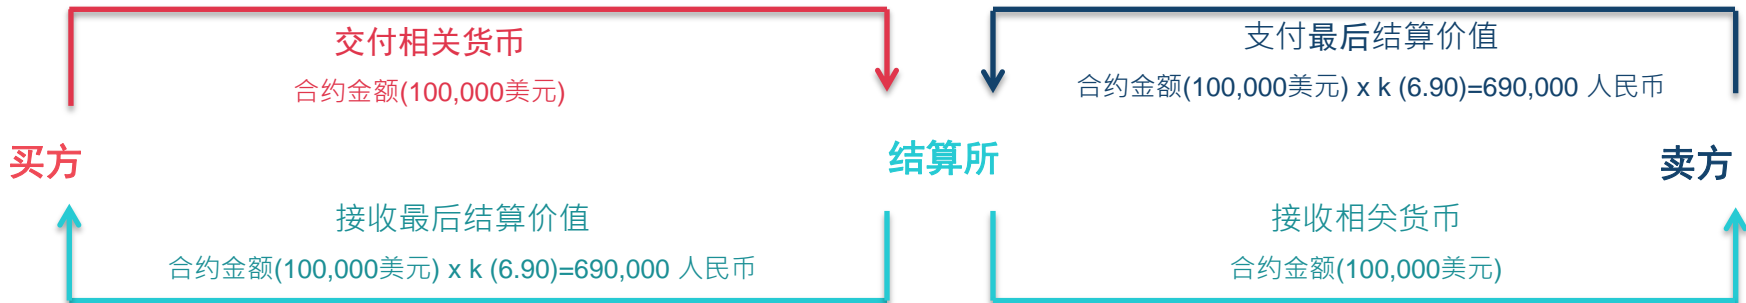 交付相关货币
合约金额(100,000美元)
支付最后结算价值
合约金额(100,000美元) x k (6.90)=690,000 人民币
买方
结算所
卖方
接收最后结算价值
合约金额(100,000美元) x k (6.90)=690,000 人民币
接收相关货币
合约金额(100,000美元)